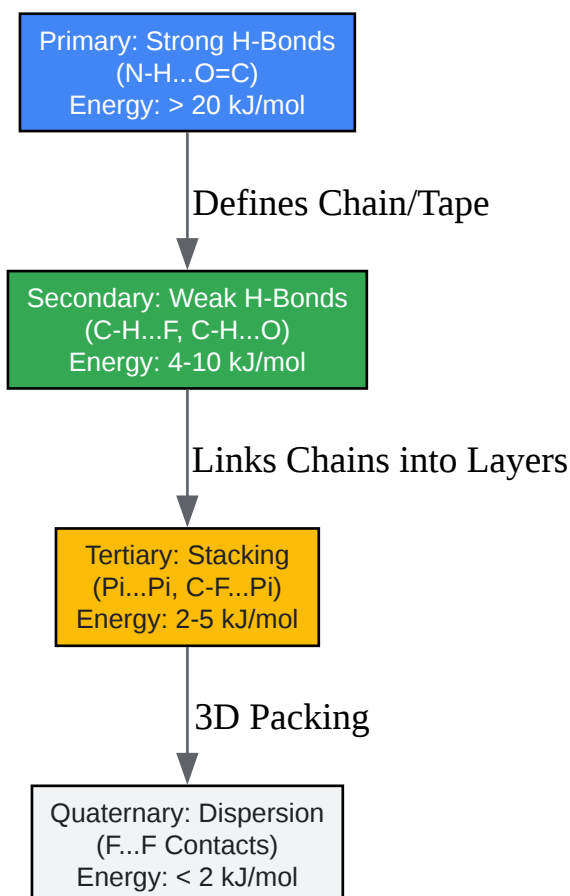 Primary: Strong H-Bonds
(N-H...O=C)
Energy: > 20 kJ/mol
Defines Chain/Tape
Secondary: Weak H-Bonds
(C-H...F, C-H...O)
Energy: 4-10 kJ/mol
Links Chains into Layers
Tertiary: Stacking
(Pi...Pi, C-F...Pi)
Energy: 2-5 kJ/mol
3D Packing
Quaternary: Dispersion
(F...F Contacts)
Energy: < 2 kJ/mol